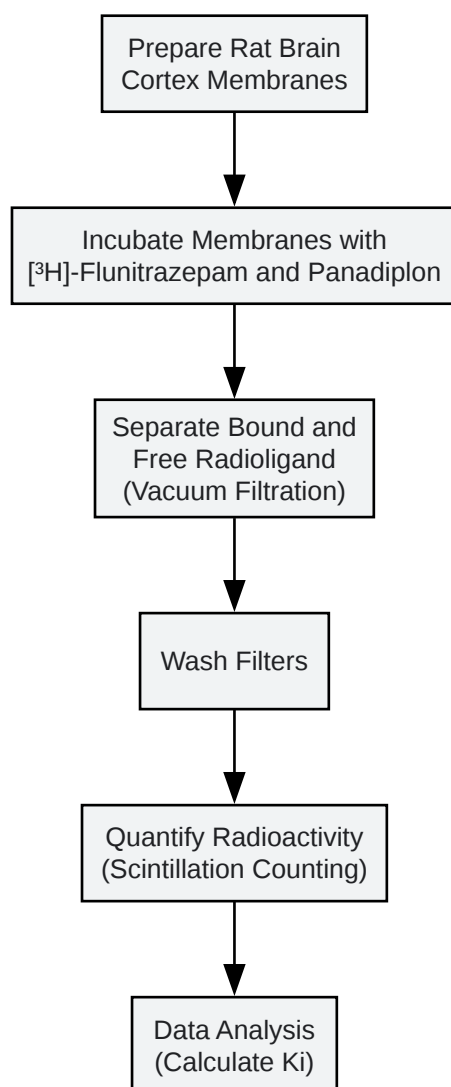 Prepare Rat Brain
Cortex Membranes
Incubate Membranes with
[³H]-Flunitrazepam and Panadiplon
Separate Bound and
Free Radioligand
(Vacuum Filtration)
Wash Filters
Quantify Radioactivity
(Scintillation Counting)
Data Analysis
(Calculate Ki)